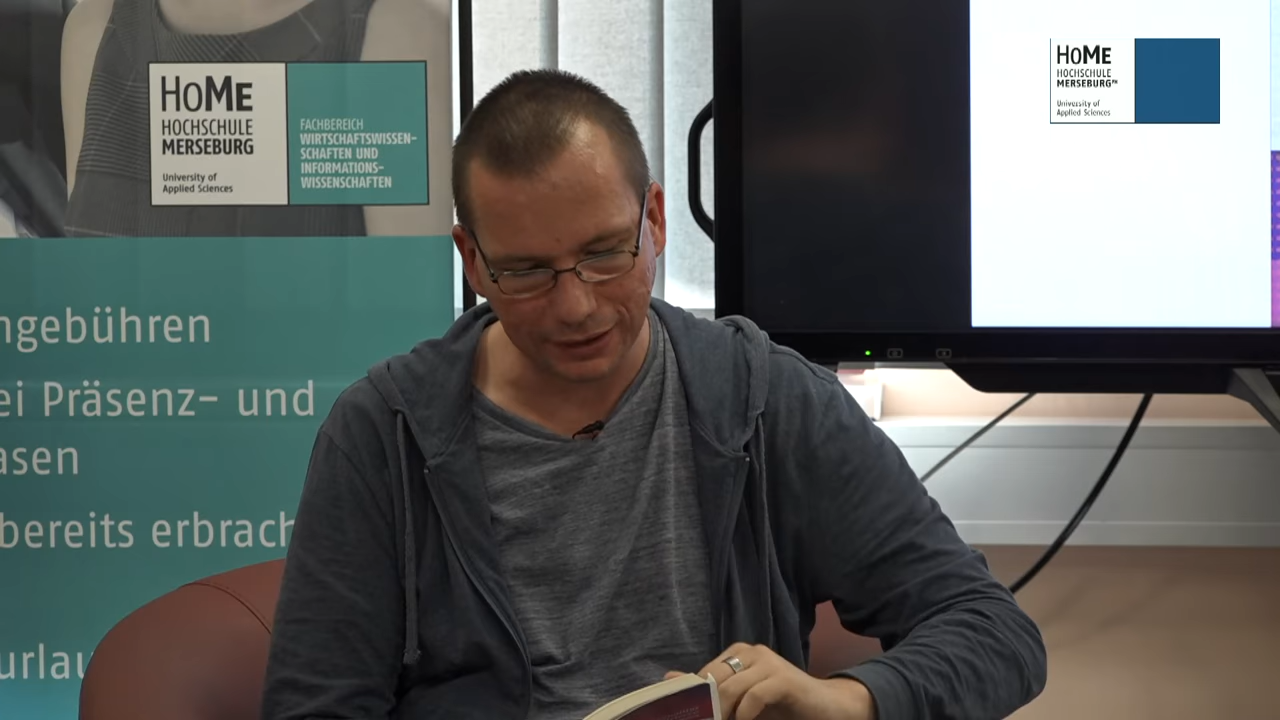 HoMe
HOCHSCHULE
MERSEBURG
University of
Applied Sciences
FACHBEREICH
WIRTSCHAFTSWISSEN-
SCHAFTEN UND
INFORMATIONS-
WISSENSCHAFTEN
ngebühren
ei Präsenz- und
asen
bereits erbrach
urlau
HoMe
HOCHSCHULE
MERSEBURG
University of
Applied Sciences